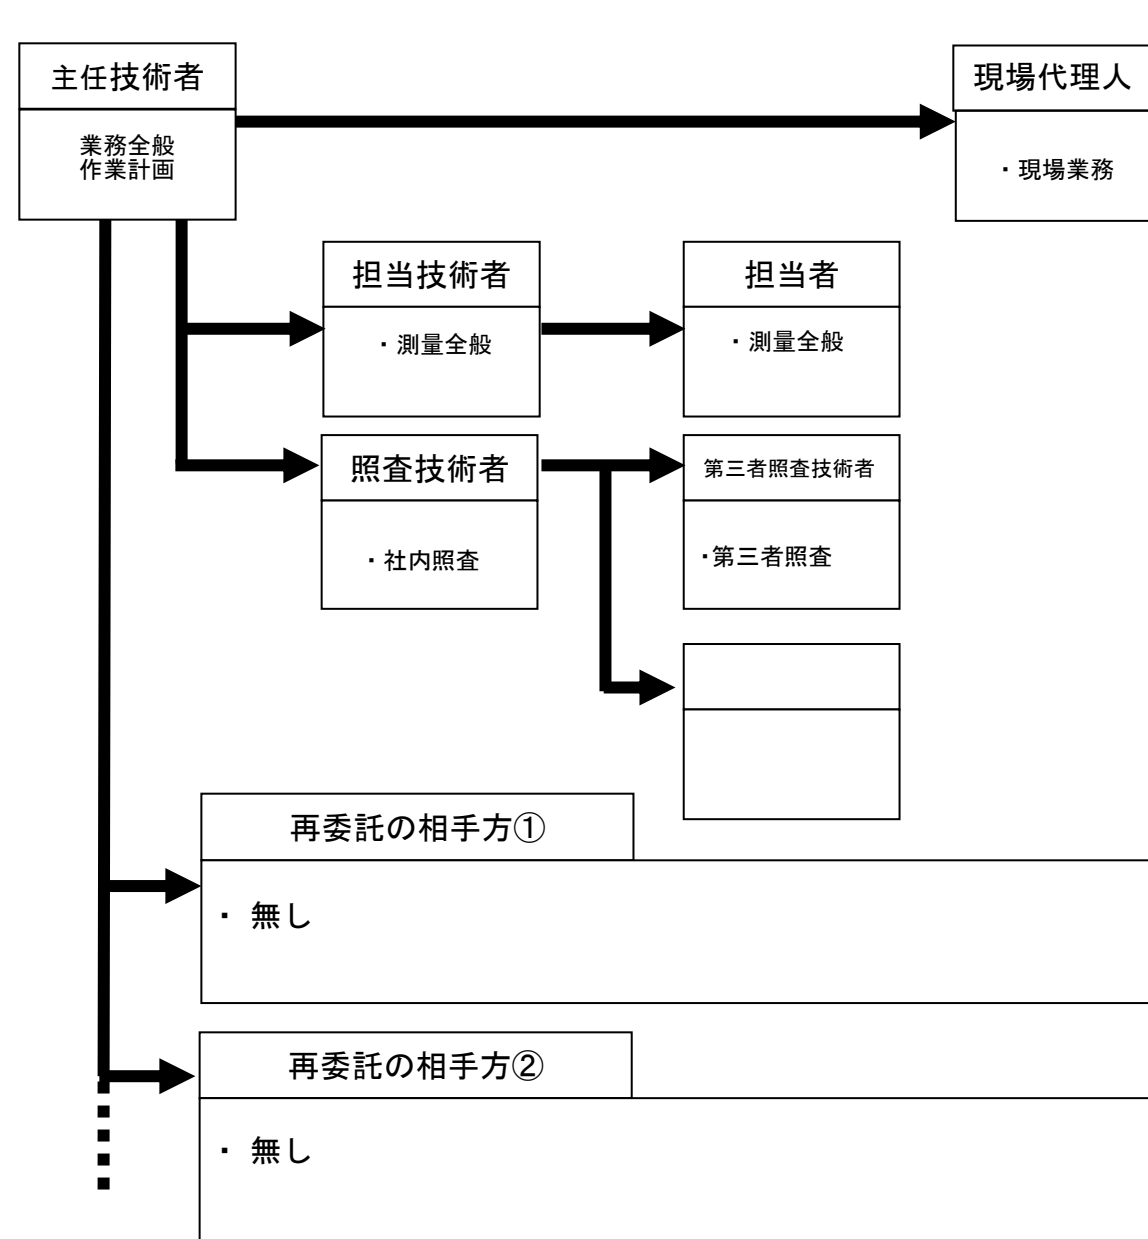 主任技術者
業務全般
作業計画
現場代理人
・現場業務
担当技術者
・測量全般
担当者
・測量全般
照査技術者
・社内照査
第三者照査技術者
・第三者照査
再委託の相手方①
・ 無し
再委託の相手方②
・ 無し